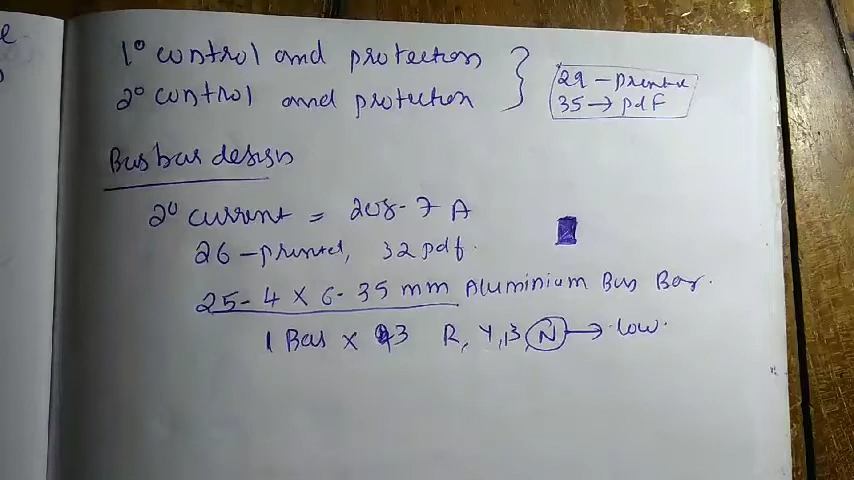 e
1° control and protection
2° control and protection
29 - printed
35 → pdf
Bus bar design
2° current = 208.7 A
26 - printed, 32 pdf.
25.4 X 6.35 mm Aluminium Bus Bar.
1 Bar X 3 R, Y, B, N → low.